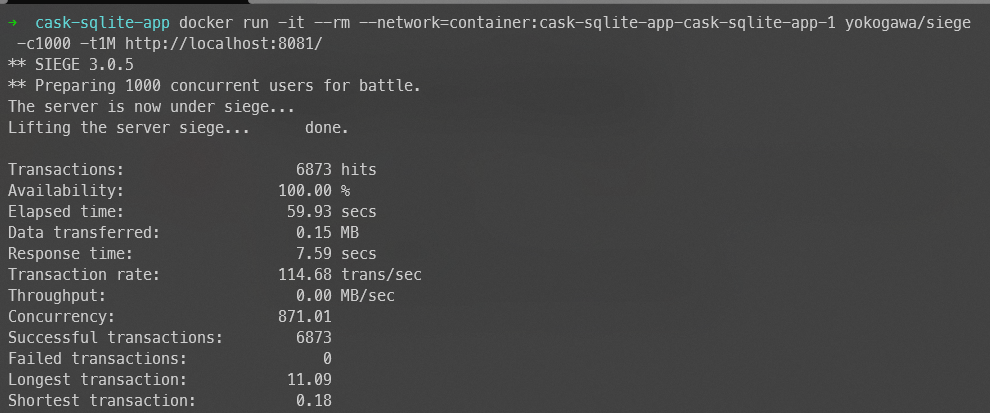 ➜  cask-sqlite-app docker run -it --rm --network=container:cask-sqlite-app-cask-sqlite-app-1 yokogawa/siege
 -c1000 -t1M http://localhost:8081/
** SIEGE 3.0.5
** Preparing 1000 concurrent users for battle.
The server is now under siege...
Lifting the server siege...      done.
Transactions:                   6873 hits
Availability:                 100.00 %
Elapsed time:                  59.93 secs
Data transferred:               0.15 MB
Response time:                  7.59 secs
Transaction rate:             114.68 trans/sec
Throughput:                     0.00 MB/sec
Concurrency:                  871.01
Successful transactions:        6873
Failed transactions:               0
Longest transaction:           11.09
Shortest transaction:           0.18